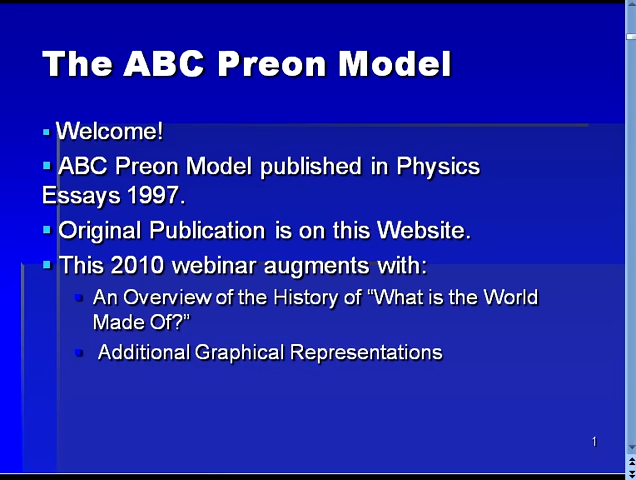 The ABC Preon Model
▪ Welcome!
▪ ABC Preon Model published in Physics
Essays 1997.
▪ Original Publication is on this Website.
▪ This 2010 webinar augments with:
▪ An Overview of the History of “What is the World
Made Of?”
▪ Additional Graphical Representations
1